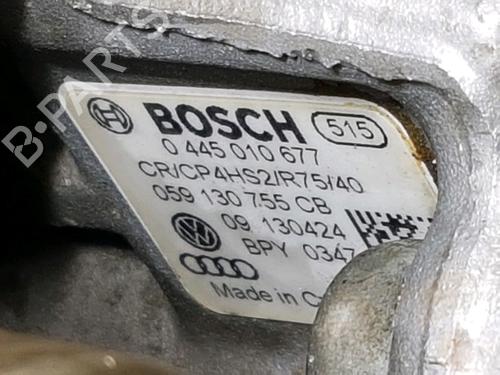 B-PARTS
BOSCH 515
0 445 010 677
CR/CP4HS2/R75/40
059 130 755 CB
09 130424
BPY 0347
Made in